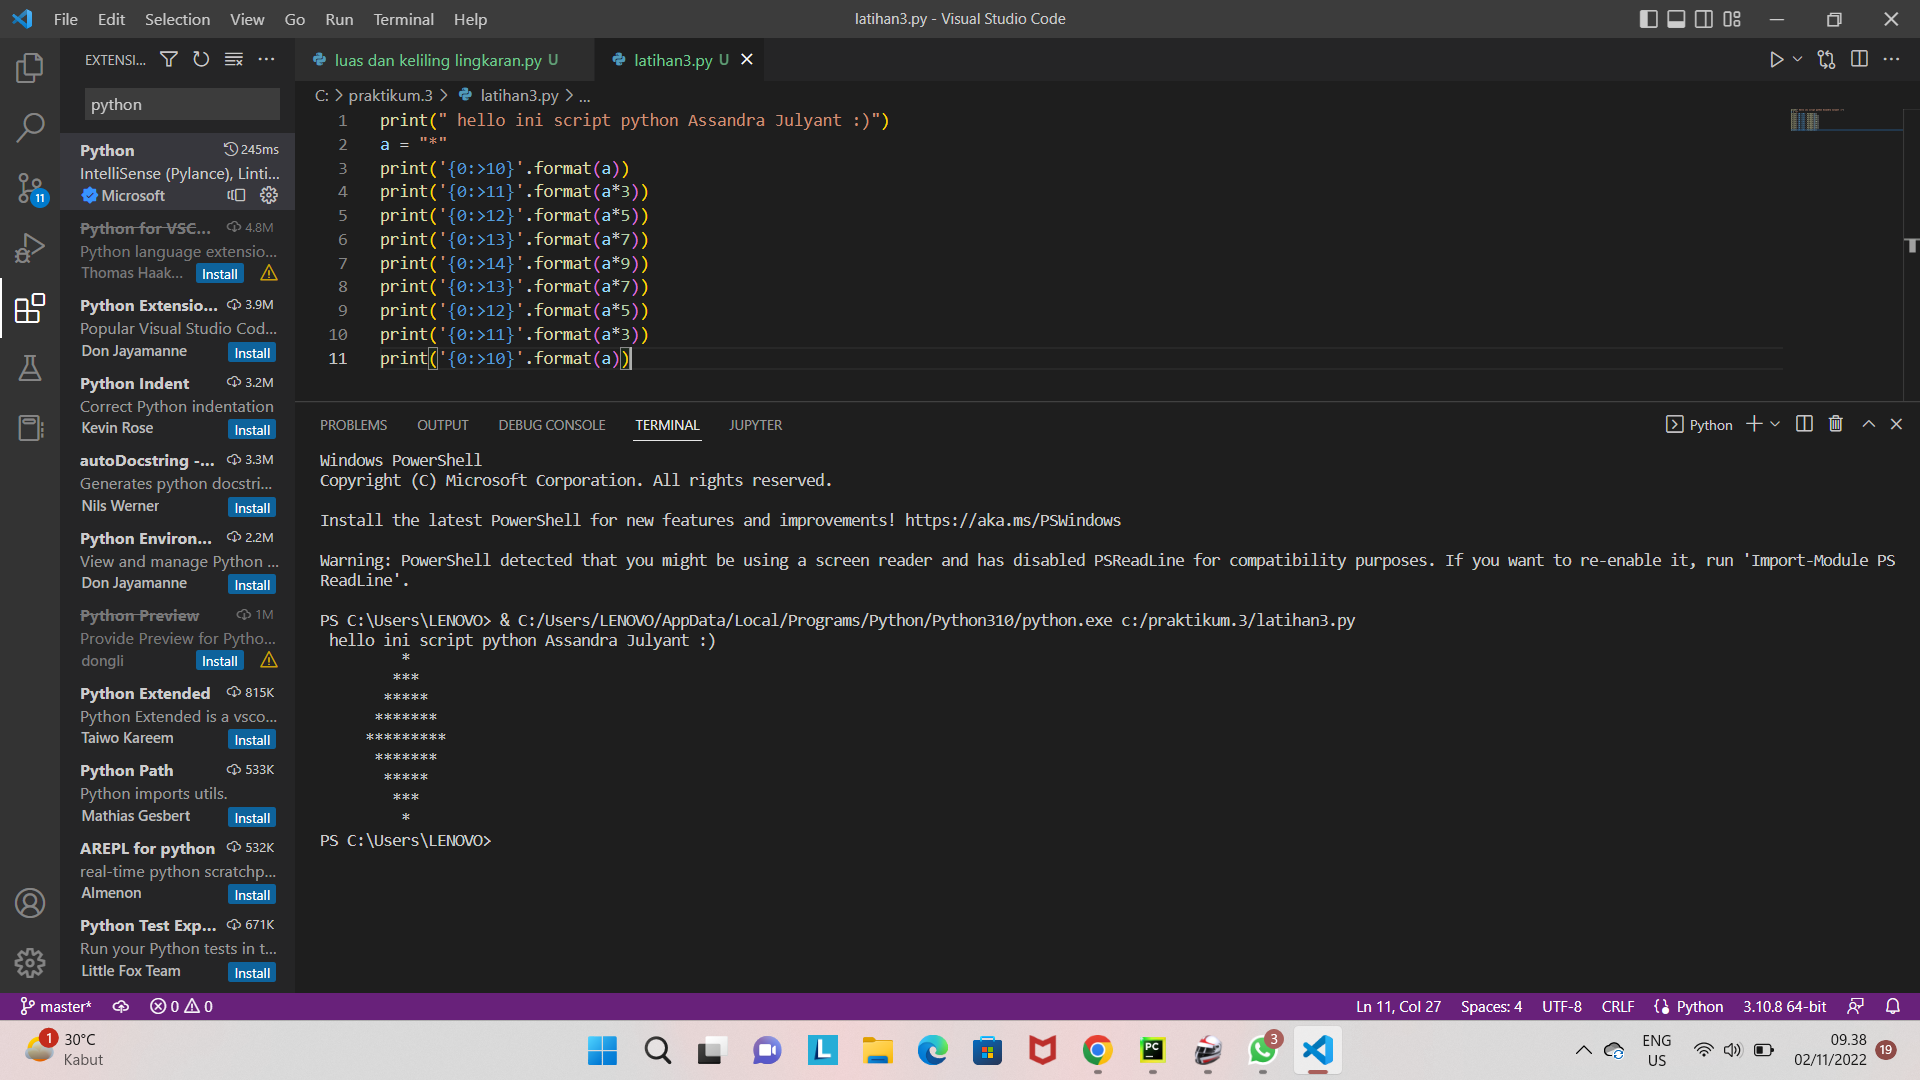 File Edit Selection View Go Run Terminal Help
latihan3.py - Visual Studio Code
EXTENSI...
python
Python 245ms
IntelliSense (Pylance), Linti...
Microsoft
Python for VSC... 4.8M
Python language extensio...
Thomas Haak... Install
Python Extensio... 3.9M
Popular Visual Studio Cod...
Don Jayamanne Install
Python Indent 3.2M
Correct Python indentation
Kevin Rose Install
autoDocstring -... 3.3M
Generates python docstri...
Nils Werner Install
Python Environ... 2.2M
View and manage Python ...
Don Jayamanne Install
Python Preview 1M
Provide Preview for Pytho...
dongli Install
Python Extended 815K
Python Extended is a vsco...
Taiwo Kareem Install
Python Path 533K
Python imports utils.
Mathias Gesbert Install
AREPL for python 532K
real-time python scratchp...
Almenon Install
Python Test Exp... 671K
Run your Python tests in t...
Little Fox Team Install
11
luas dan keliling lingkaran.py U
latihan3.py U
C: > praktikum.3 > latihan3.py > ...
1 print(" hello ini script python Assandra Julyant :)")
2 a = "*"
3 print('{0:>10}'.format(a))
4 print('{0:>11}'.format(a*3))
5 print('{0:>12}'.format(a*5))
6 print('{0:>13}'.format(a*7))
7 print('{0:>14}'.format(a*9))
8 print('{0:>13}'.format(a*7))
9 print('{0:>12}'.format(a*5))
10 print('{0:>11}'.format(a*3))
11 print('{0:>10}'.format(a))
PROBLEMS OUTPUT DEBUG CONSOLE TERMINAL JUPYTER
Python
Windows PowerShell
Copyright (C) Microsoft Corporation. All rights reserved.
Install the latest PowerShell for new features and improvements! https://aka.ms/PSWindows
Warning: PowerShell detected that you might be using a screen reader and has disabled PSReadLine for compatibility purposes. If you want to re-enable it, run 'Import-Module PS
ReadLine'.
PS C:\Users\LENOVO> & C:/Users/LENOVO/AppData/Local/Programs/Python/Python310/python.exe c:/praktikum.3/latihan3.py
 hello ini script python Assandra Julyant :)
         *
        ***
       *****
      *******
     *********
      *******
       *****
        ***
         *
PS C:\Users\LENOVO>
master* 0 0
Ln 11, Col 27 Spaces: 4 UTF-8 CRLF Python 3.10.8 64-bit
1
30°C
Kabut
L
PC
3
ENG
US
09.38
02/11/2022
19